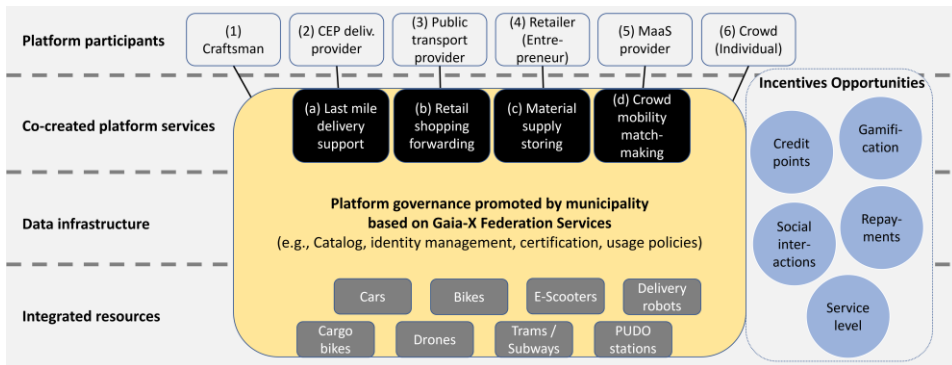 Platform participants
(1)
Craftsman
(2) CEP deliv.
provider
(3) Public
transport
provider
(4) Retailer
(Entre-
preneur)
(5) MaaS
provider
(6) Crowd
(Individual)
Incentives Opportunities
Co-created platform services
(a) Last mile
delivery
support
(b) Retail
shopping
forwarding
(c) Material
supply
storing
(d) Crowd
mobility
match-
making
Credit
points
Gamifi-
cation
Data infrastructure
Platform governance promoted by municipality
based on Gaia-X Federation Services
(e.g., Catalog, identity management, certification, usage policies)
Social
inter-
actions
Repay-
ments
Integrated resources
Cars
Bikes
E-Scooters
Delivery
robots
Cargo
bikes
Drones
Trams /
Subways
PUDO
stations
Service
level